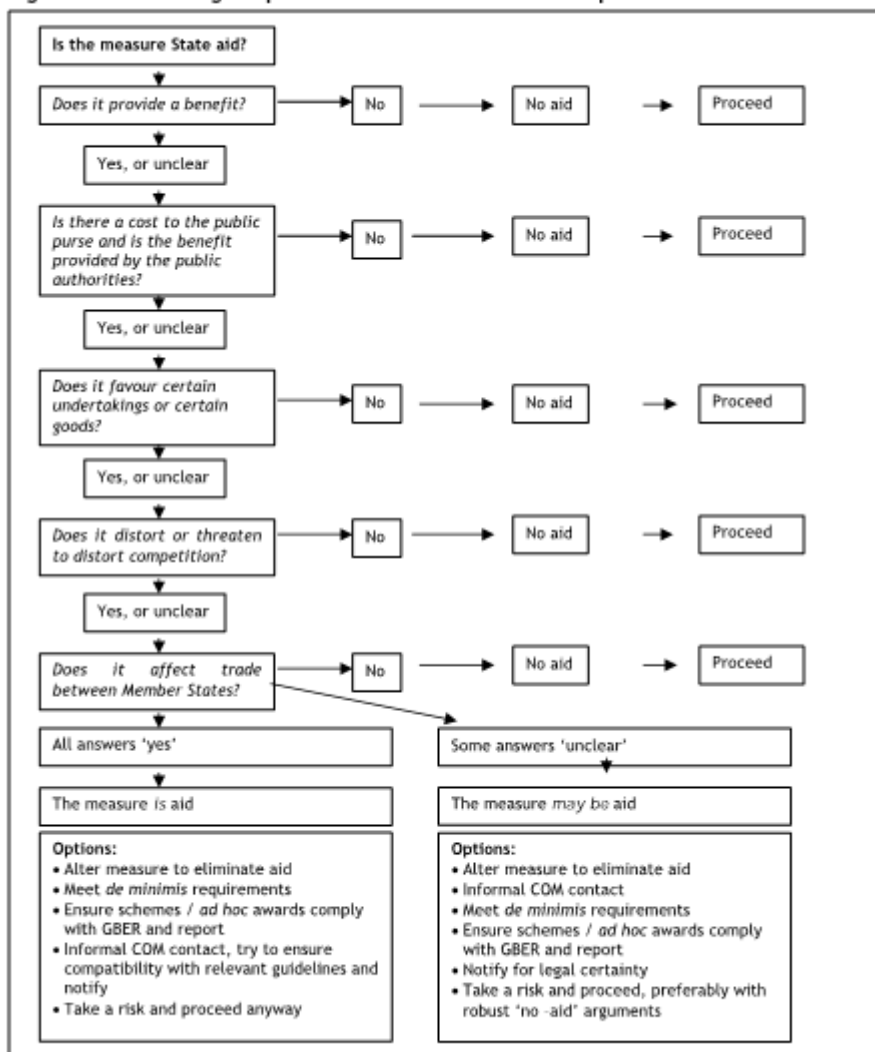 Is the measure State aid?
Does it provide a benefit?
No
No aid
Proceed
Yes, or unclear
Is there a cost to the public
purse and is the benefit
provided by the public
authorities?
No
No aid
Proceed
Yes, or unclear
Does it favour certain
undertakings or certain
goods?
No
No aid
Proceed
Yes, or unclear
Does it distort or threaten
to distort competition?
No
No aid
Proceed
Yes, or unclear
Does it affect trade
between Member States?
No
No aid
Proceed
All answers ‘yes’
The measure is aid
Options:
• Alter measure to eliminate aid
• Meet de minimis requirements
• Ensure schemes / ad hoc awards comply
with GBER and report
• Informal COM contact, try to ensure
compatibility with relevant guidelines and
notify
• Take a risk and proceed anyway
Some answers ‘unclear’
The measure may be aid
Options:
• Alter measure to eliminate aid
• Informal COM contact
• Meet de minimis requirements
• Ensure schemes / ad hoc awards comply
with GBER and report
• Notify for legal certainty
• Take a risk and proceed, preferably with
robust ‘no -aid’ arguments